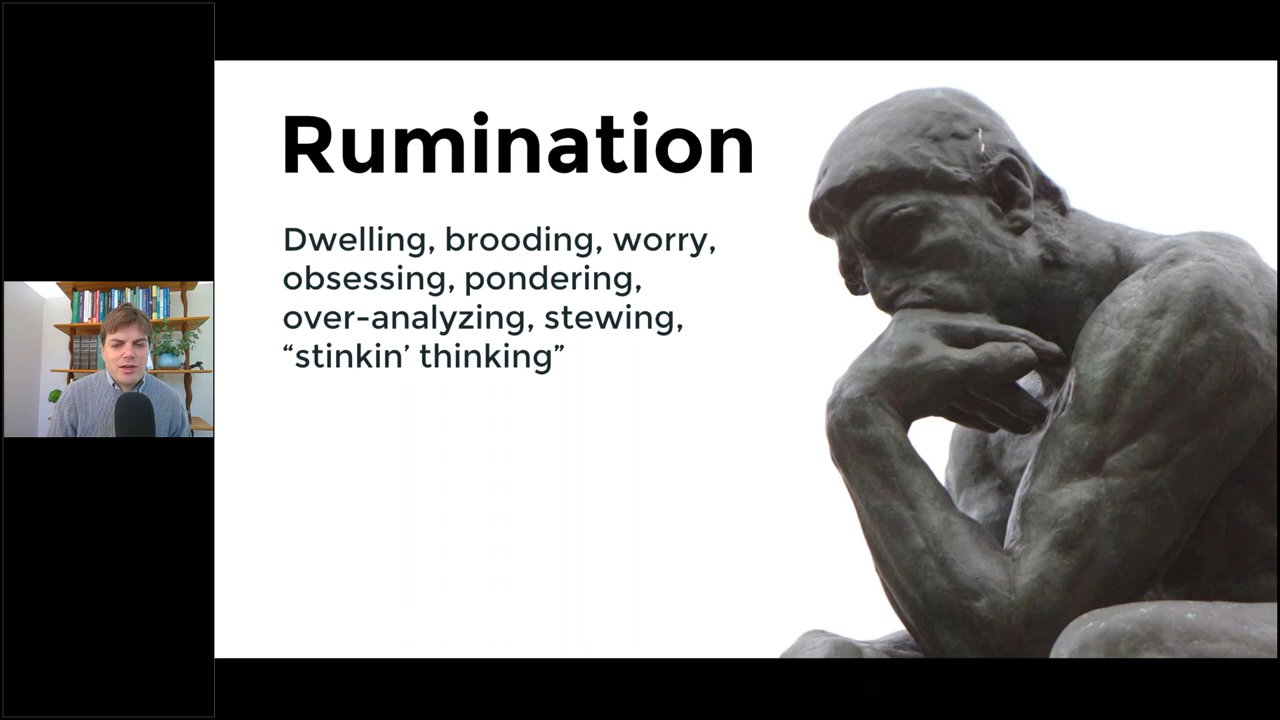 Rumination
Dwelling, brooding, worry,
obsessing, pondering,
over-analyzing, stewing,
“stinkin’ thinking”